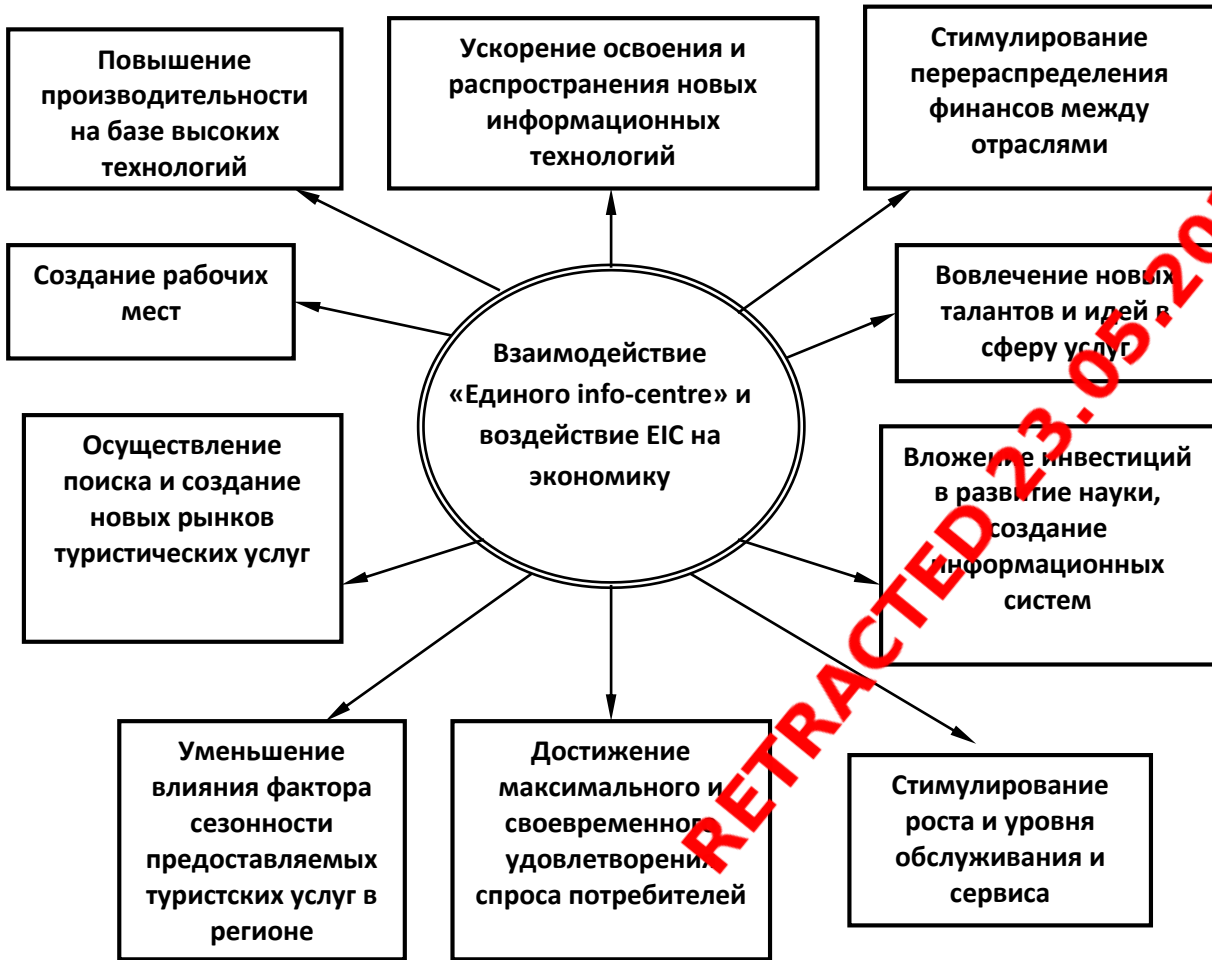 Повышение
производительности
на базе высоких
технологий
Ускорение освоения и
распространения новых
информационных
технологий
Стимулирование
перераспределения
финансов между
отраслями
Создание рабочих
мест
Вовлечение новых
талантов и идей в
сферу услуг
Взаимодействие
«Единого info-centre» и
воздействие EIC на
экономику
Осуществление
поиска и создание
новых рынков
туристических услуг
Вложение инвестиций
в развитие науки,
создание
информационных
систем
Уменьшение
влияния фактора
сезонности
предоставляемых
туристских услуг в
регионе
Достижение
максимального и
своевременного
удовлетворения
спроса потребителей
Стимулирование
роста и уровня
обслуживания и
сервиса
RETRACTED 23.05.20